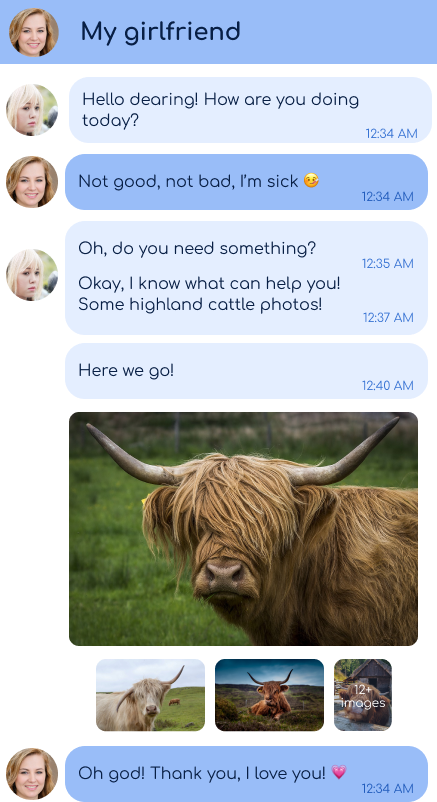 My girlfriend
Hello dearing! How are you doing
today?
12:34 AM
Not good, not bad, I'm sick 🤒
12:34 AM
Oh, do you need something?
12:35 AM
Okay, I know what can help you!
Some highland cattle photos!
12:37 AM
Here we go!
12:40 AM
12+
images
Oh god! Thank you, I love you! 💗
12:34 AM